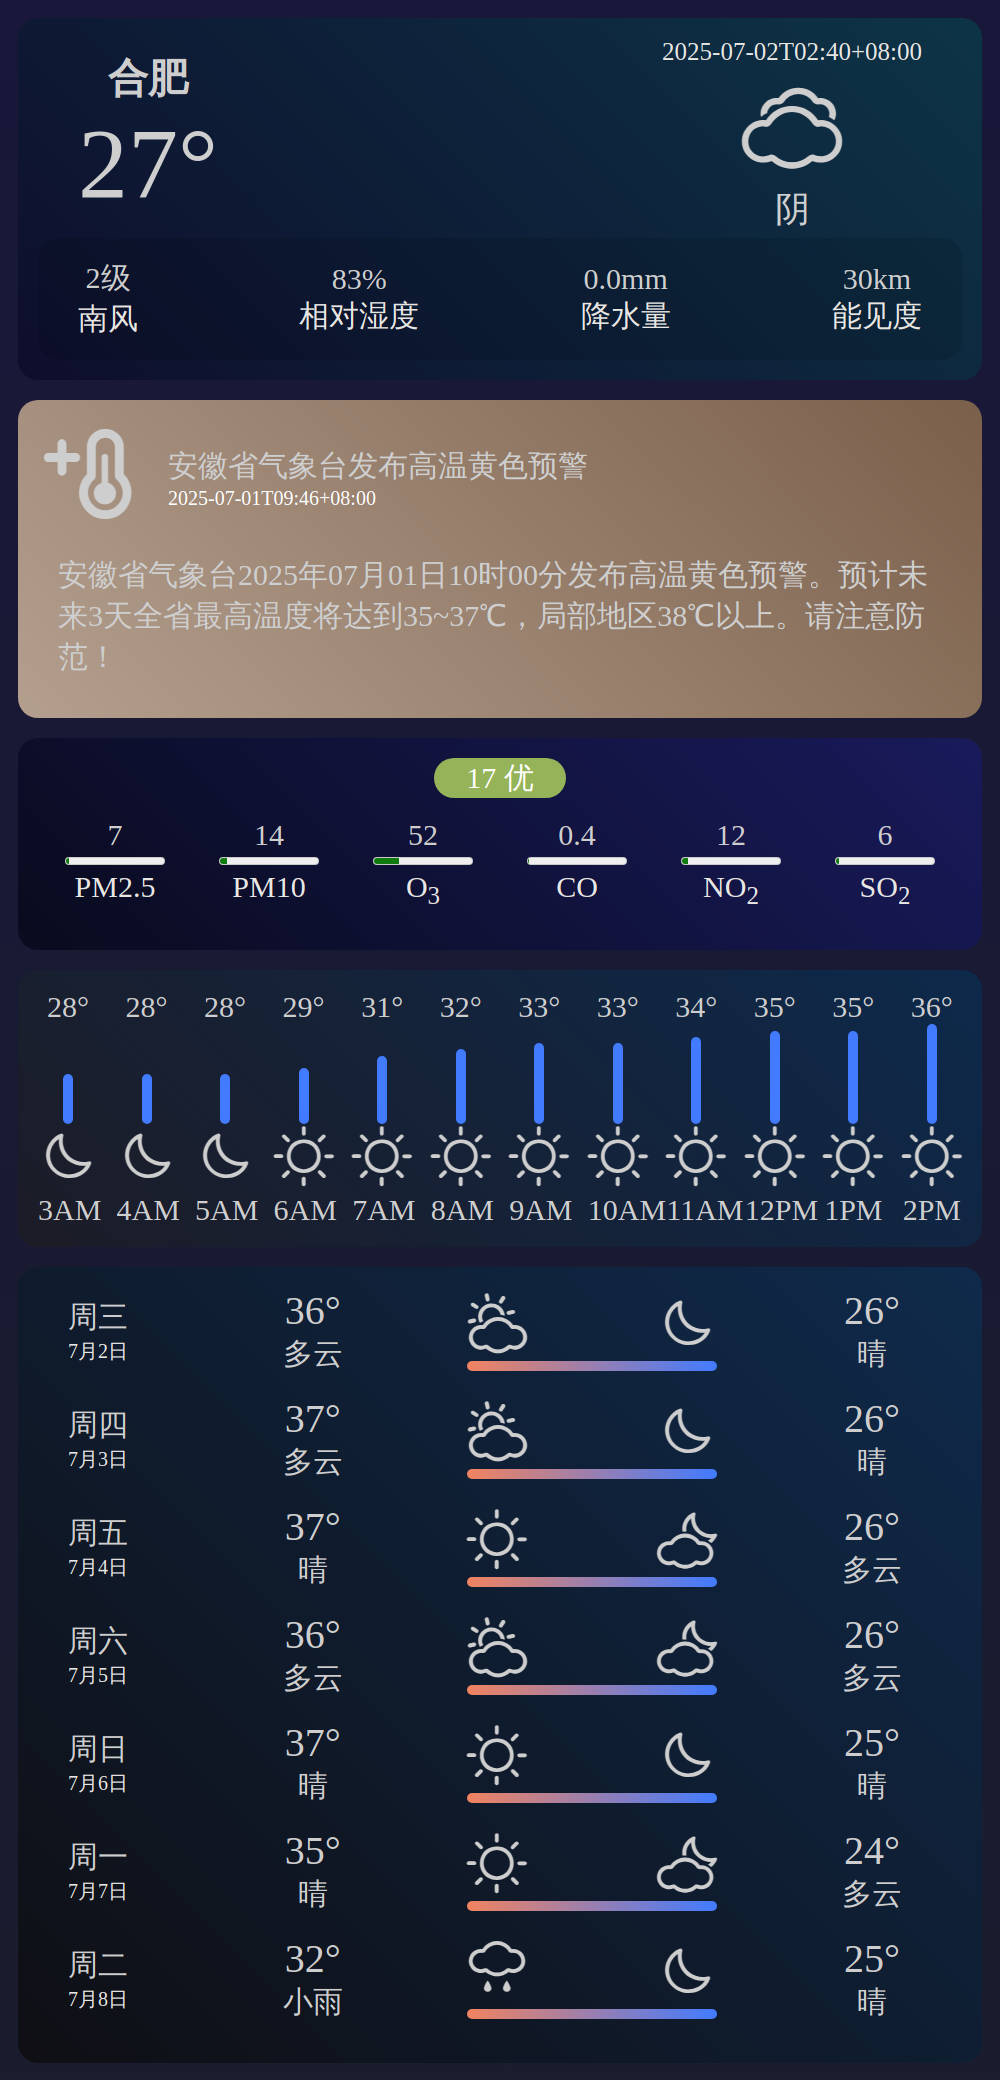 合肥
27°
2025-07-02T02:40+08:00
阴
2级 83% 0.0mm 30km
南风 相对湿度 降水量 能见度
安徽省气象台发布高温黄色预警
2025-07-01T09:46+08:00
安徽省气象台2025年07月01日10时00分发布高温黄色预警。预计未
来3天全省最高温度将达到35~37℃，局部地区38℃以上。请注意防
范！
17 优
7 14 52 0.4 12 6
PM2.5 PM10 O3 CO NO2 SO2
28° 28° 28° 29° 31° 32° 33° 33° 34° 35° 35° 36°
3AM 4AM 5AM 6AM 7AM 8AM 9AM 10AM 11AM 12PM 1PM 2PM
周三 36° 26°
7月2日 多云 晴
周四 37° 26°
7月3日 多云 晴
周五 37° 26°
7月4日 晴 多云
周六 36° 26°
7月5日 多云 多云
周日 37° 25°
7月6日 晴 晴
周一 35° 24°
7月7日 晴 多云
周二 32° 25°
7月8日 小雨 晴